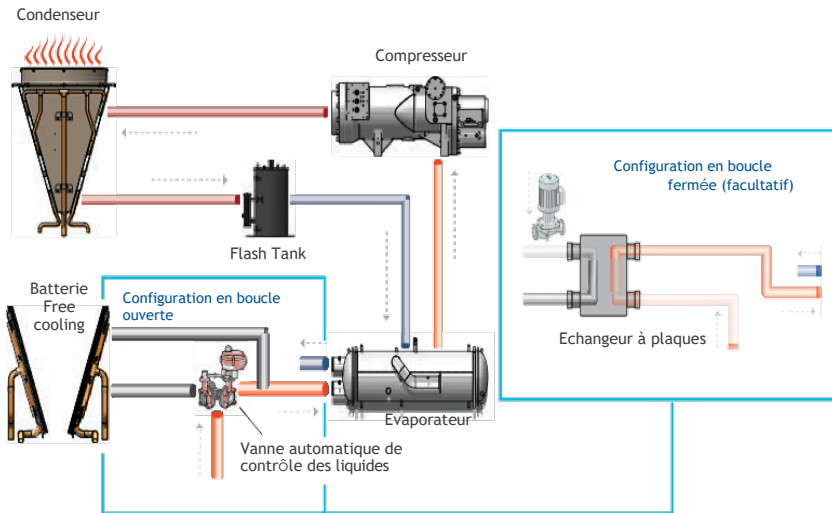 Condenseur
Compresseur
Configuration en boucle
fermée (facultatif)
Flash Tank
Batterie
Free
cooling
Configuration en boucle
ouverte
Echangeur à plaques
Evaporateur
Vanne automatique de
contrôle des liquides